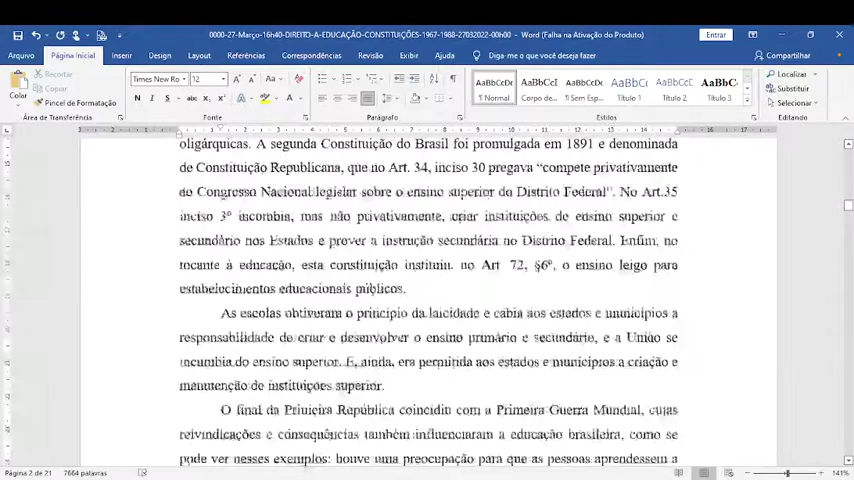 0000-27-Março-16h40-DIREITO-A-EDUCAÇÃO-CONSTITUIÇÕES-1967-1988-27032022-00h00 - Word (Falha na Ativação do Produto)
Entrar
Arquivo Página Inicial Inserir Design Layout Referências Correspondências Revisão Exibir Ajuda Diga-me o que você deseja fazer Compartilhar
Colar
Recortar
Copiar
Pincel de Formatação
Área de Transferência
Times New Ro 12
N I S abc x₂ x²
Fonte
Parágrafo
AaBbCcDc AaBbCcI AaBbCcDc AaBbC AaBbCcD AaBbC
¶ Normal Corpo de... ¶ Sem Esp... Título 1 Título 2 Título 3
Estilos
Localizar
Substituir
Selecionar
Editando
oligárquicas. A segunda Constituição do Brasil foi promulgada em 1891 e denominada
de Constituição Republicana, que no Art. 34, inciso 30 pregava “compete privativamente
ao Congresso Nacional legislar sobre o ensino superior do Distrito Federal”. No Art.35
inciso 3º incumbia, mas não privativamente, criar instituições de ensino superior e
secundário nos Estados e prover a instrução secundária no Distrito Federal. Enfim, no
tocante à educação, esta constituição instituiu no Art 72, §6º, o ensino leigo para
estabelecimentos educacionais públicos.
As escolas obtiveram o princípio da laicidade e cabia aos estados e municípios a
responsabilidade de criar e desenvolver o ensino primário e secundário, e a União se
incumbia do ensino superior. E, ainda, era permitida aos estados e municípios a criação e
manutenção de instituições superior.
O final da Primeira República coincidiu com a Primeira Guerra Mundial, cujas
reivindicações e consequências também influenciaram a educação brasileira, como se
pode ver nesses exemplos: houve uma preocupação para que as pessoas aprendessem a
Página 2 de 21 7664 palavras 141%